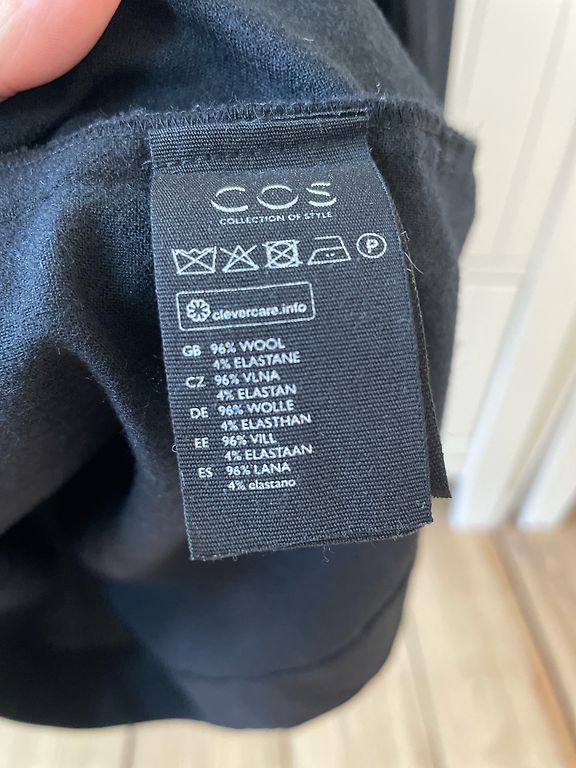 COS
COLLECTION OF STYLE
P
clevercare.info
GB 96% WOOL
4% ELASTANE
CZ 96% VLNA
4% ELASTAN
DE 96% WOLLE
4% ELASTHAN
EE 96% VILL
4% ELASTAAN
ES 96% LANA
4% elastano